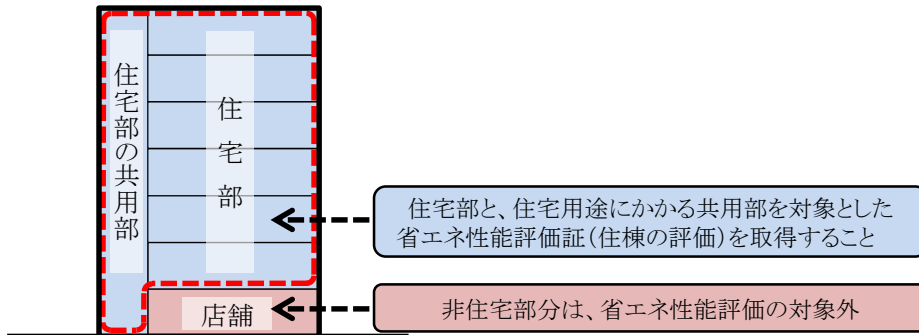 住宅部の共用部
住宅部
住宅部と、住宅用途にかかる共用部を対象とした
省エネ性能評価証(住棟の評価)を取得すること
店舗
非住宅部分は、省エネ性能評価の対象外